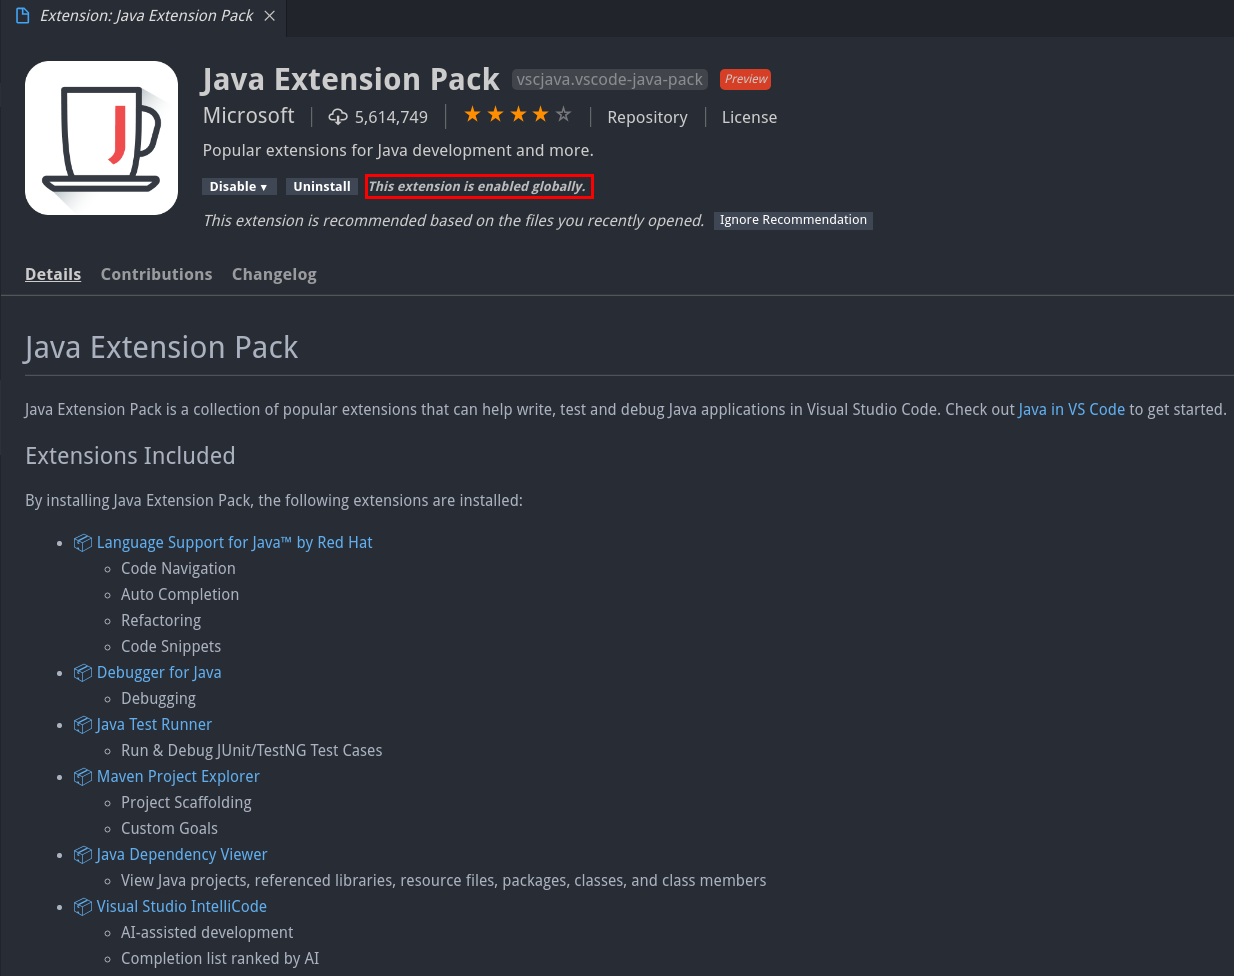 Extension: Java Extension Pack
J
Java Extension Pack vscjava.vscode-java-pack Preview
Microsoft 5,614,749 Repository License
Popular extensions for Java development and more.
Disable Uninstall This extension is enabled globally.
This extension is recommended based on the files you recently opened. Ignore Recommendation
Details Contributions Changelog
Java Extension Pack
Java Extension Pack is a collection of popular extensions that can help write, test and debug Java applications in Visual Studio Code. Check out Java in VS Code to get started.
Extensions Included
By installing Java Extension Pack, the following extensions are installed:
Language Support for Java™ by Red Hat
Code Navigation
Auto Completion
Refactoring
Code Snippets
Debugger for Java
Debugging
Java Test Runner
Run & Debug JUnit/TestNG Test Cases
Maven Project Explorer
Project Scaffolding
Custom Goals
Java Dependency Viewer
View Java projects, referenced libraries, resource files, packages, classes, and class members
Visual Studio IntelliCode
AI-assisted development
Completion list ranked by AI